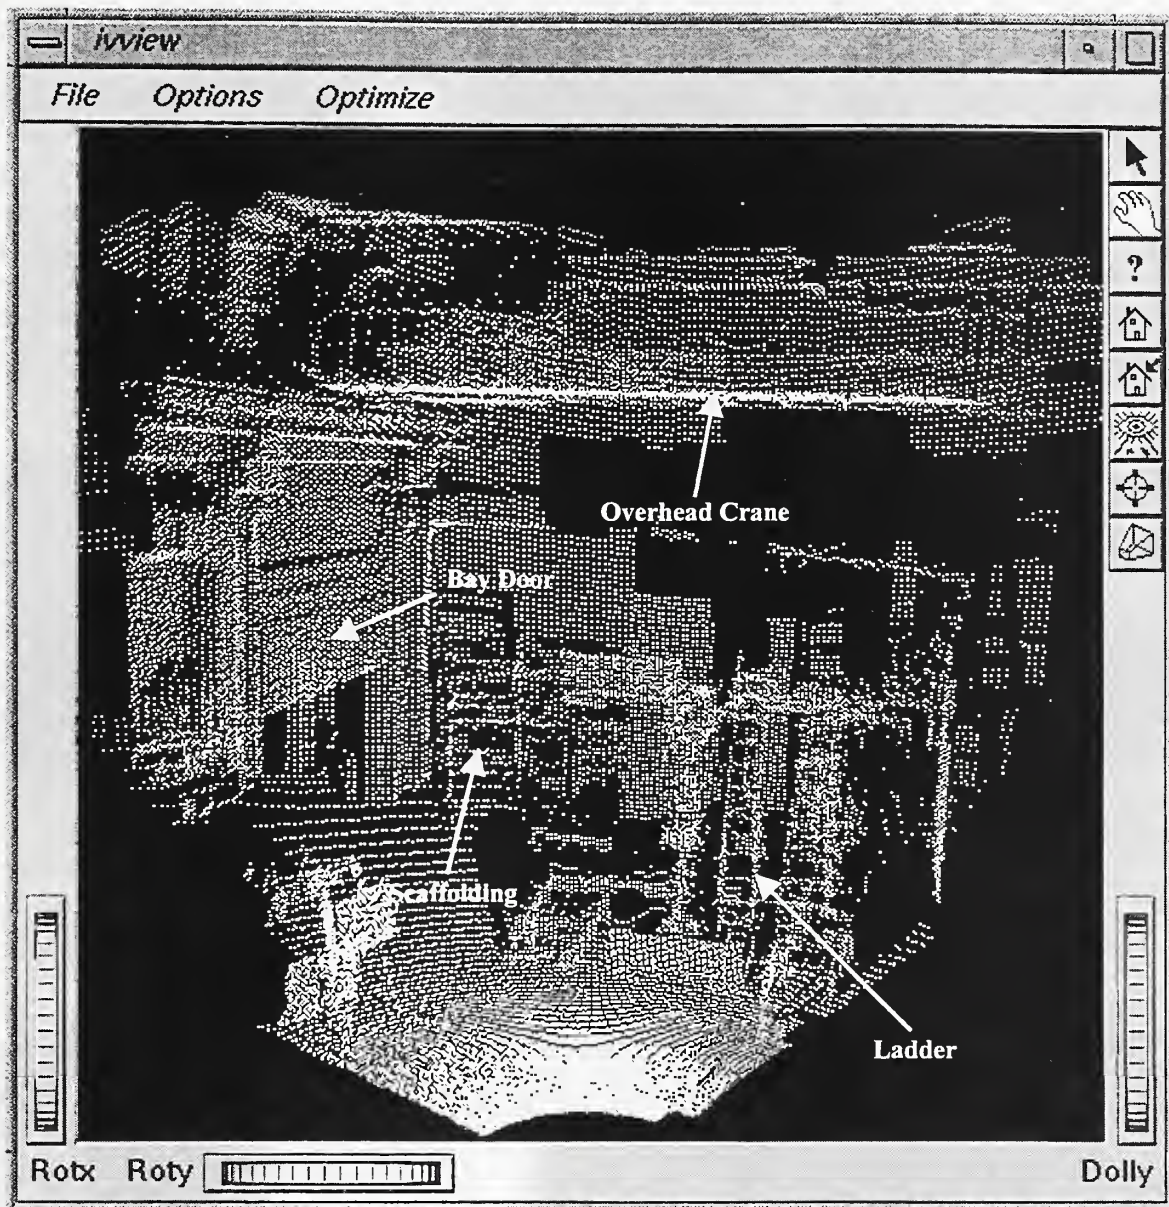 ivview
File Options Optimize
Overhead Crane
Bay Door
Scaffolding
Ladder
?
Rotx Roty Dolly